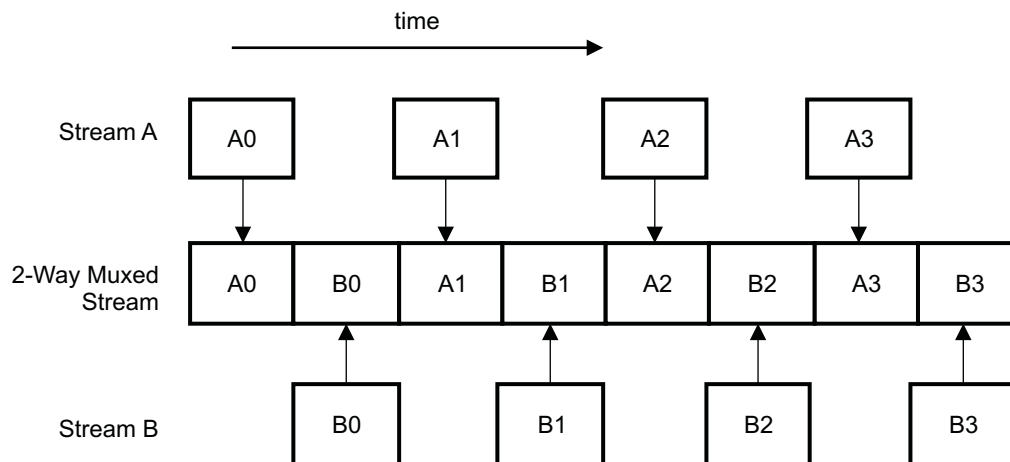 time
Stream A
A0 A1 A2 A3
2-Way Muxed
Stream
A0 B0 A1 B1 A2 B2 A3 B3
Stream B
B0 B1 B2 B3